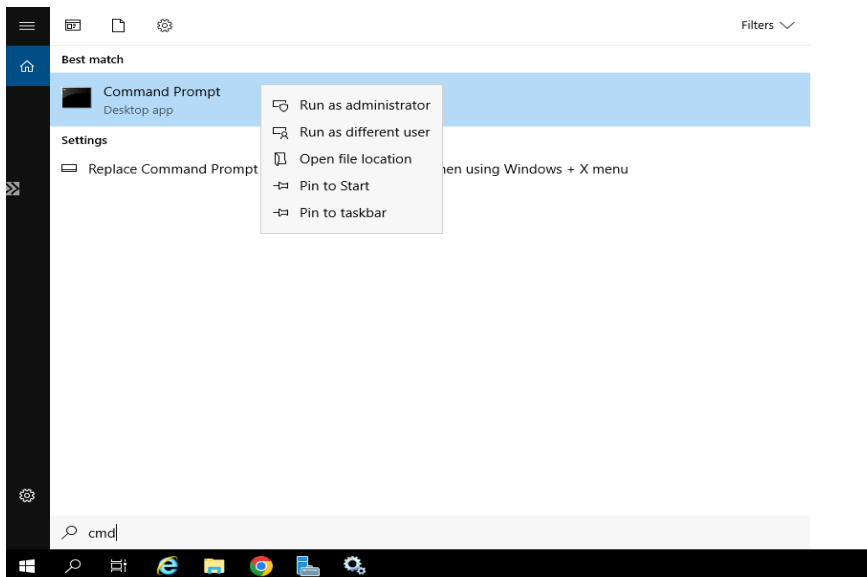 Filters
Best match
Command Prompt
Desktop app
Run as administrator
Run as different user
Open file location
Pin to Start
Pin to taskbar
Settings
Replace Command Prompt
en using Windows + X menu
cmd